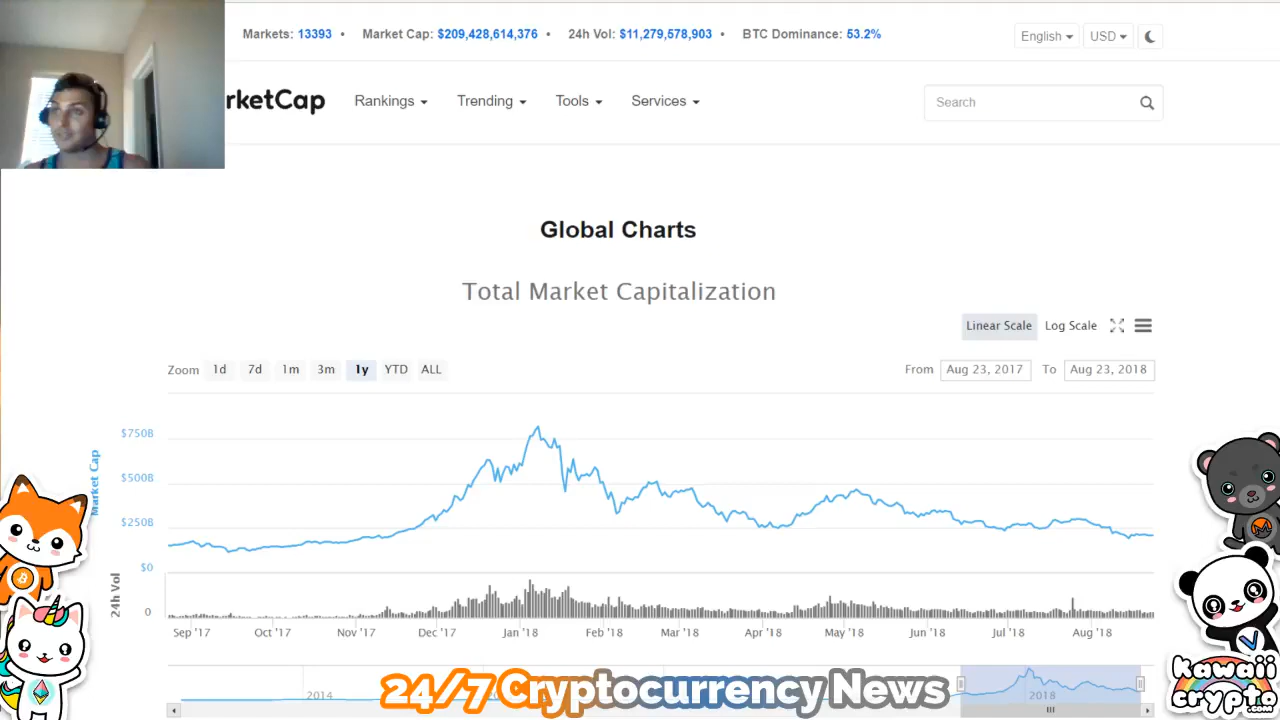 Markets: 13393 • Market Cap: $209,428,614,376 • 24h Vol: $11,279,578,903 • BTC Dominance: 53.2%
English USD
rketCap Rankings Trending Tools Services
Search
Global Charts
Total Market Capitalization
Linear Scale Log Scale
Zoom 1d 7d 1m 3m 1y YTD ALL
From Aug 23, 2017 To Aug 23, 2018
$750B
$500B
$250B
$0
Market Cap
24h Vol
0
Sep '17 Oct '17 Nov '17 Dec '17 Jan '18 Feb '18 Mar '18 Apr '18 May '18 Jun '18 Jul '18 Aug '18
2014 2018
24/7 Cryptocurrency News
kawaii
crypto
.com